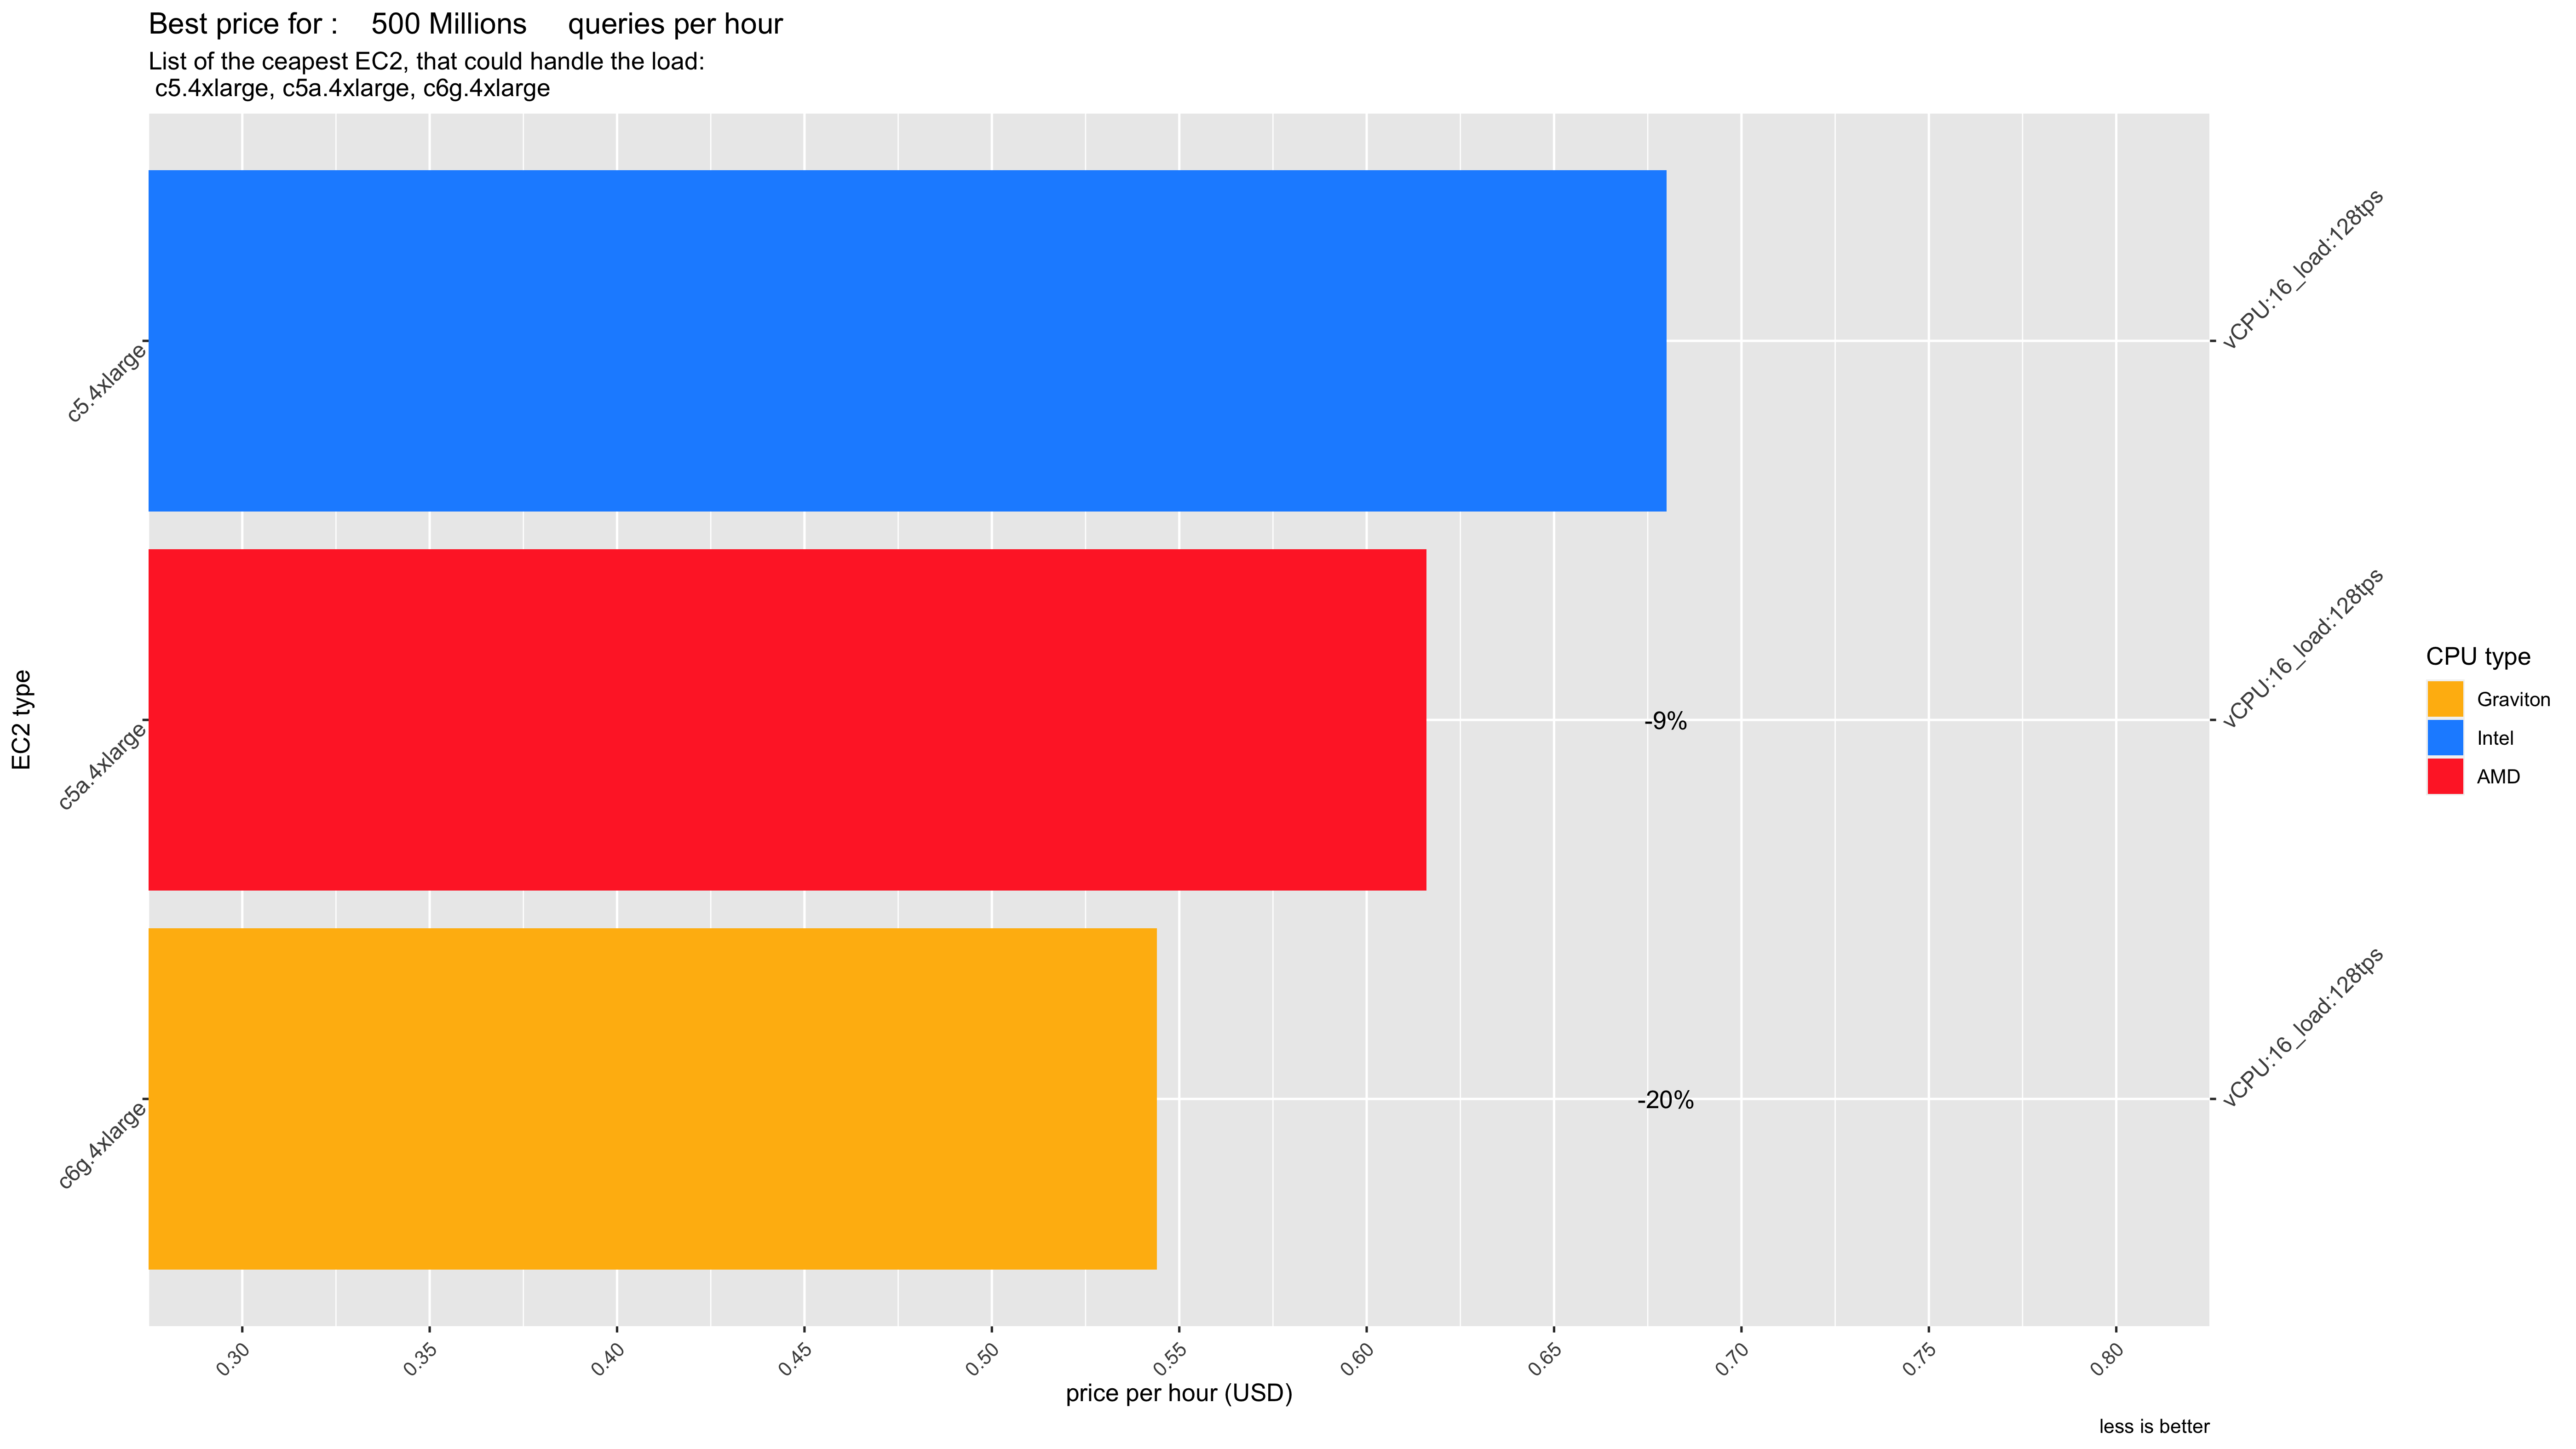 Best price for :    500 Millions     queries per hour
List of the ceapest EC2, that could handle the load:
c5.4xlarge, c5a.4xlarge, c6g.4xlarge
EC2 type
c5.4xlarge
vCPU:16_load:128tps
c5a.4xlarge
-9%
vCPU:16_load:128tps
c6g.4xlarge
-20%
vCPU:16_load:128tps
CPU type
Graviton
Intel
AMD
0.30 0.35 0.40 0.45 0.50 0.55 0.60 0.65 0.70 0.75 0.80
price per hour (USD)
less is better